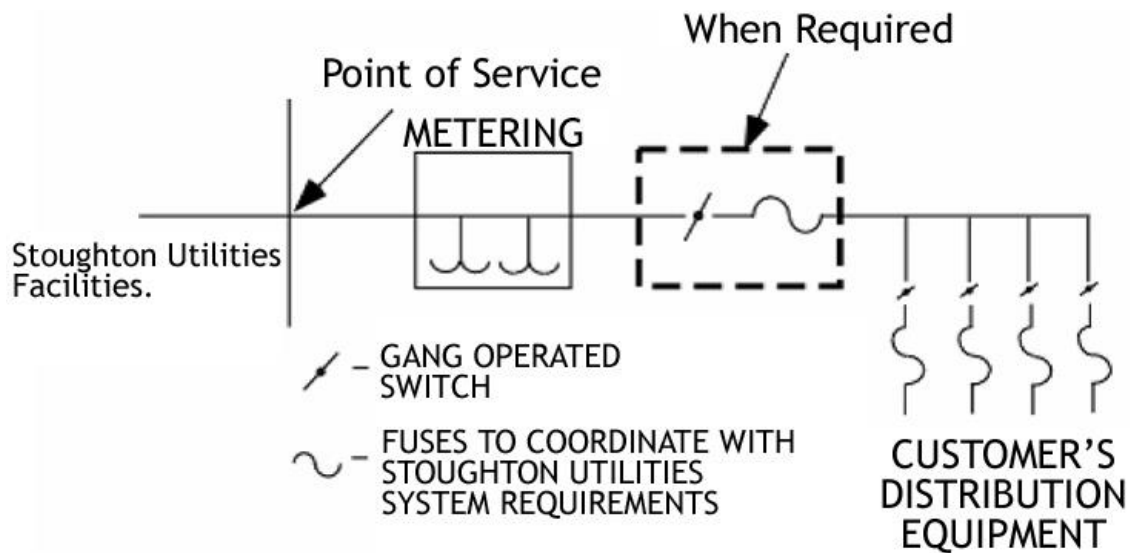 When Required
Point of Service
METERING
Stoughton Utilities
Facilities.
– GANG OPERATED
SWITCH
– FUSES TO COORDINATE WITH
STOUGHTON UTILITIES
SYSTEM REQUIREMENTS
CUSTOMER'S
DISTRIBUTION
EQUIPMENT